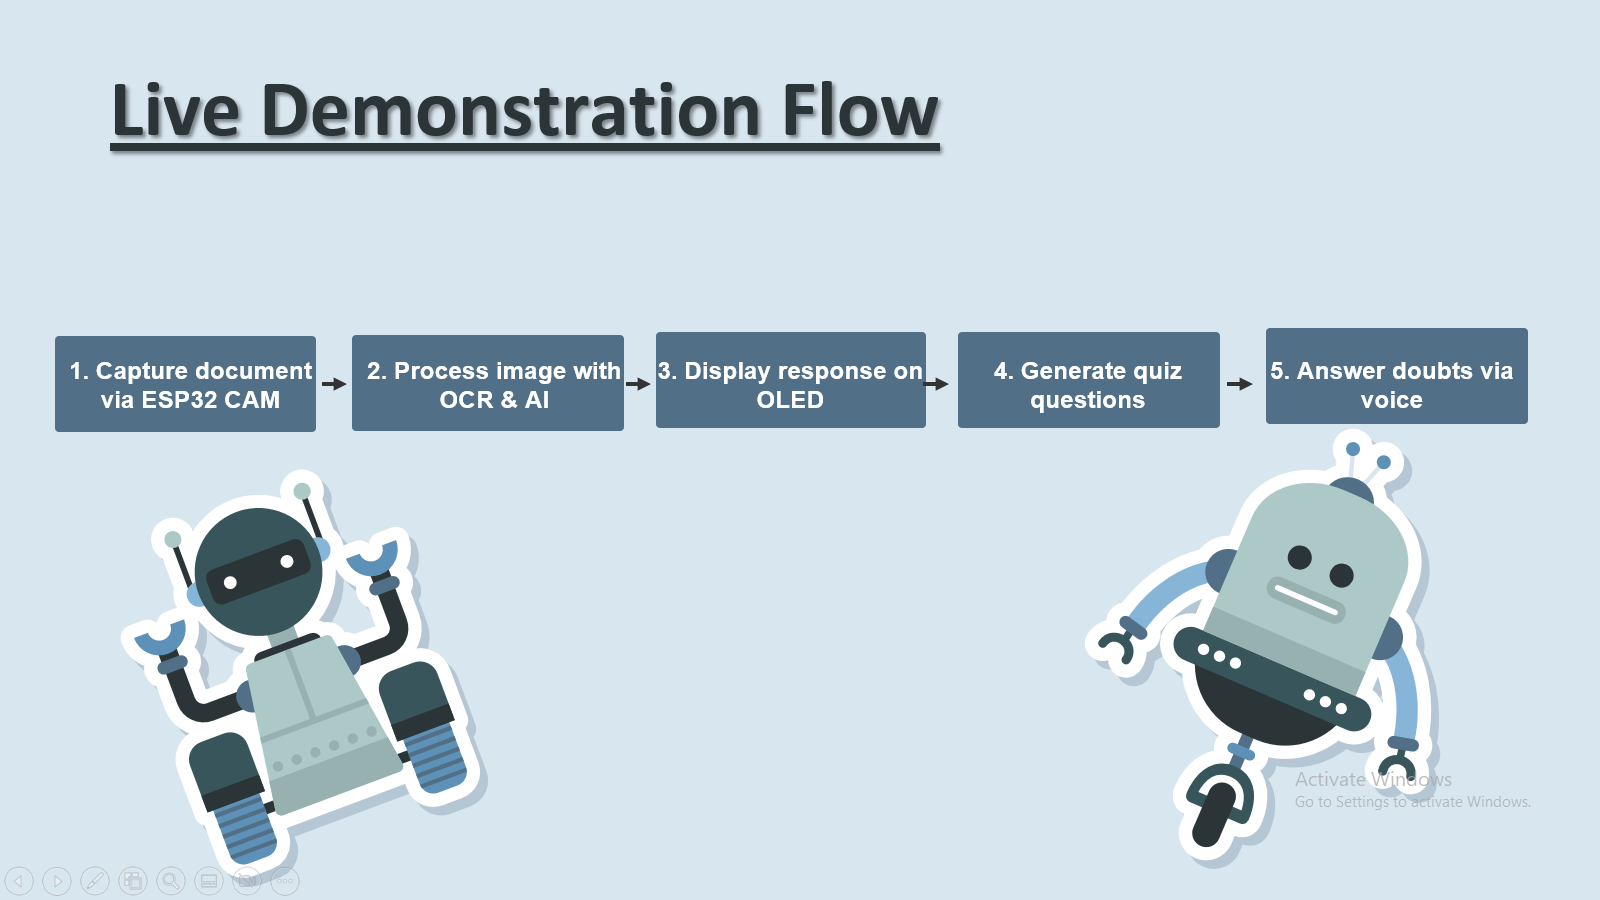 Live Demonstration Flow
1. Capture document
via ESP32 CAM
2. Process image with
OCR & AI
3. Display response on
OLED
4. Generate quiz
questions
5. Answer doubts via
voice
Activate Windows
Go to Settings to activate Windows.